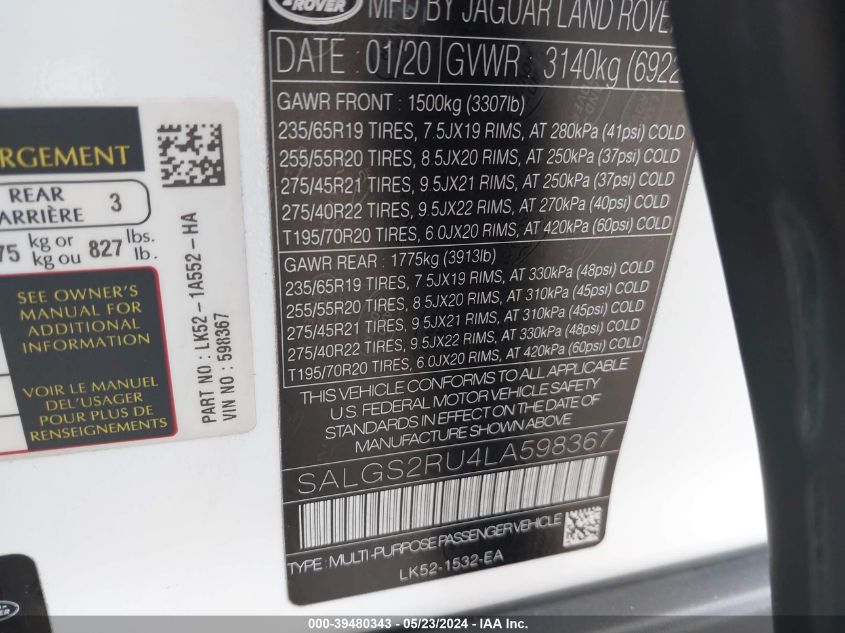 ROVER
MFD BY JAGUAR LAND ROVER
DATE : 01/20 GVWR : 3140kg (6922
GAWR FRONT : 1500kg (3307lb)
235/65R19 TIRES, 7.5JX19 RIMS, AT 280kPa (41psi) COLD
255/55R20 TIRES, 8.5JX20 RIMS, AT 250kPa (37psi) COLD
275/45R21 TIRES, 9.5JX21 RIMS, AT 250kPa (37psi) COLD
275/40R22 TIRES, 9.5JX22 RIMS, AT 270kPa (40psi) COLD
T195/70R20 TIRES, 6.0JX20 RIMS, AT 420kPa (60psi) COLD
GAWR REAR : 1775kg (3913lb)
235/65R19 TIRES, 7.5JX19 RIMS, AT 330kPa (48psi) COLD
255/55R20 TIRES, 8.5JX20 RIMS, AT 310kPa (45psi) COLD
275/45R21 TIRES, 9.5JX21 RIMS, AT 310kPa (45psi) COLD
275/40R22 TIRES, 9.5JX22 RIMS, AT 330kPa (48psi) COLD
T195/70R20 TIRES, 6.0JX20 RIMS, AT 420kPa (60psi) COLD
THIS VEHICLE CONFORMS TO ALL APPLICABLE
U.S. FEDERAL MOTOR VEHICLE SAFETY
STANDARDS IN EFFECT ON THE DATE OF
MANUFACTURE SHOWN ABOVE
SALGS2RU4LA598367
TYPE: MULTI-PURPOSE PASSENGER VEHICLE
LK52-1532-EA
RGEMENT
REAR
ARRIÈRE 3
75 kg or 827 lbs.
kg ou lb.
SEE OWNER'S
MANUAL FOR
ADDITIONAL
INFORMATION
VOIR LE MANUEL
DEL'USAGER
POUR PLUS DE
RENSEIGNEMENTS
PART NO : LK52-1A552-HA
VIN NO : 598367
ROVER
000-39480343 - 05/23/2024 - IAA Inc.